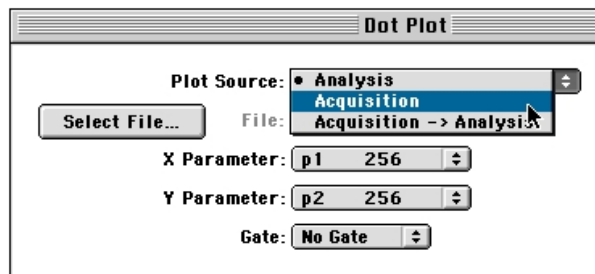 Dot Plot
Plot Source: • Analysis
Acquisition
Select File... File: Acquisition -> Analysis
X Parameter: p1 256
Y Parameter: p2 256
Gate: No Gate